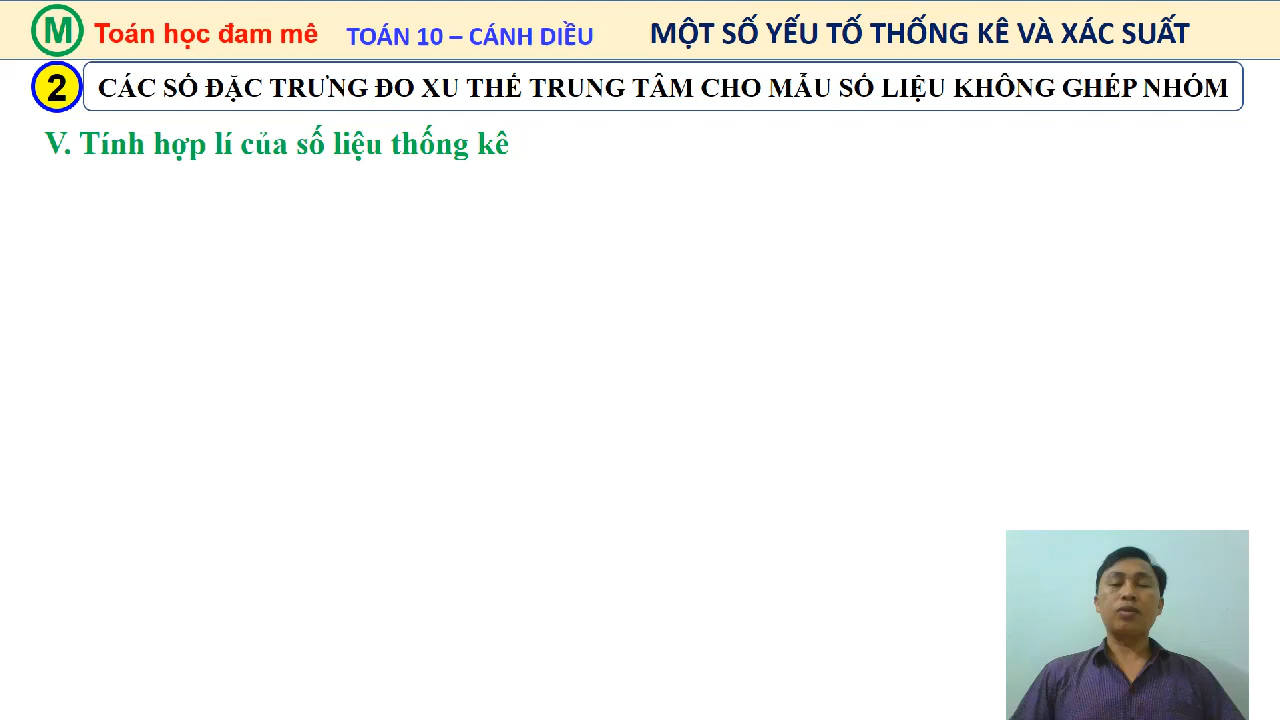 M Toán học đam mê TOÁN 10 – CÁNH DIỀU MỘT SỐ YẾU TỐ THỐNG KÊ VÀ XÁC SUẤT
2 CÁC SỐ ĐẶC TRƯNG ĐO XU THẾ TRUNG TÂM CHO MẪU SỐ LIỆU KHÔNG GHÉP NHÓM
V. Tính hợp lí của số liệu thống kê